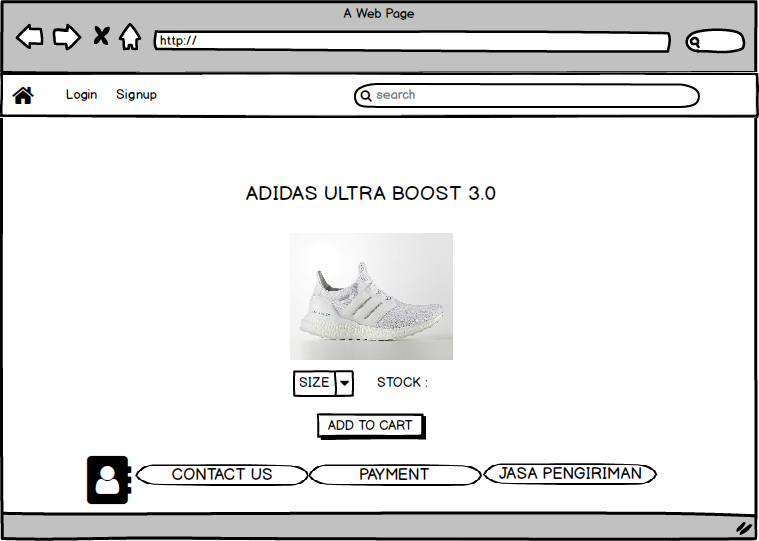 A Web Page
http://
Login Signup search
ADIDAS ULTRA BOOST 3.0
SIZE STOCK :
ADD TO CART
CONTACT US PAYMENT JASA PENGIRIMAN